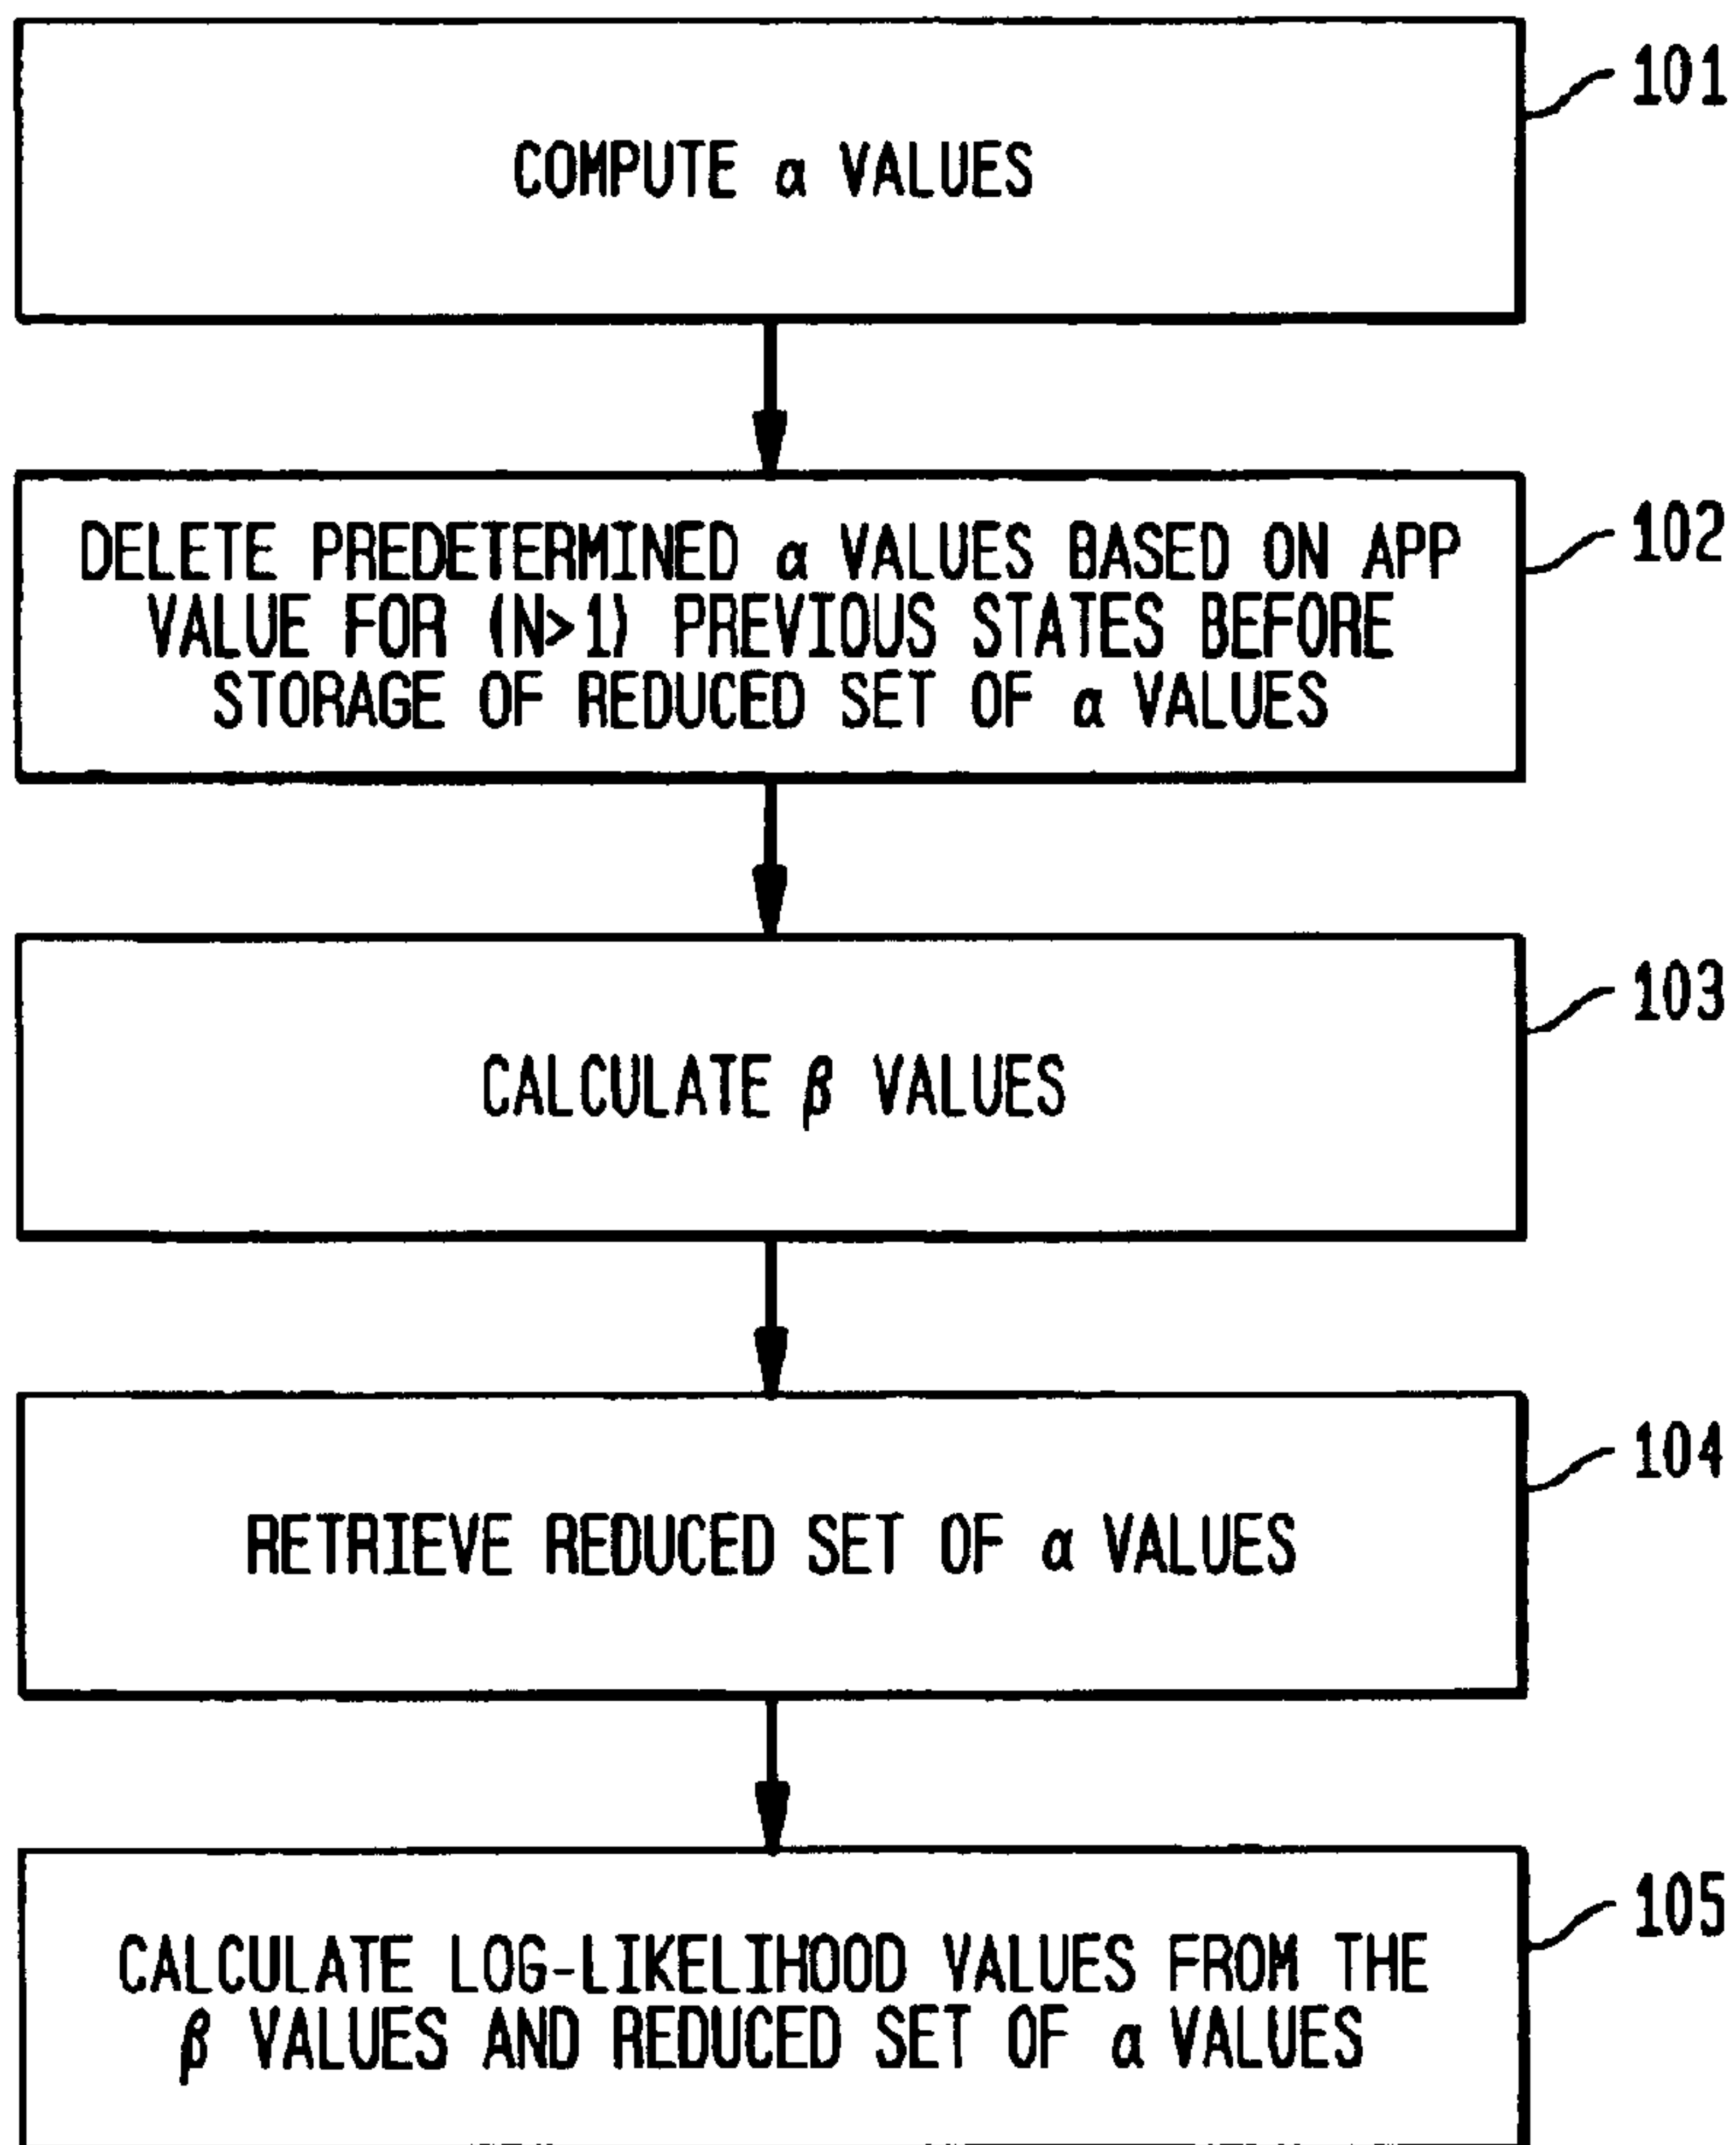 COMPUTE α VALUES
101
DELETE PREDETERMINED α VALUES BASED ON APP
VALUE FOR (N>1) PREVIOUS STATES BEFORE
STORAGE OF REDUCED SET OF α VALUES
102
CALCULATE β VALUES
103
RETRIEVE REDUCED SET OF α VALUES
104
CALCULATE LOG-LIKELIHOOD VALUES FROM THE
β VALUES AND REDUCED SET OF α VALUES
105